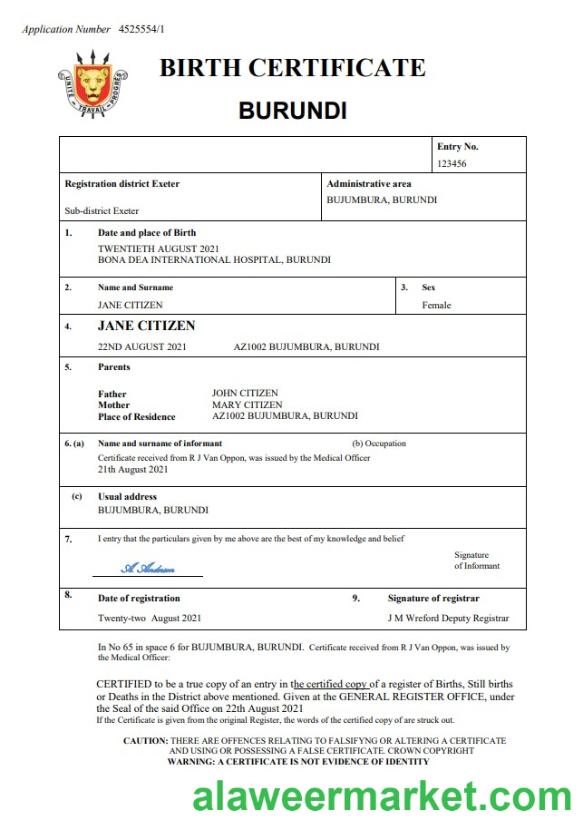 Application Number 4525554/1
UNITE TRAVAIL PROGRES
BIRTH CERTIFICATE
BURUNDI
Entry No.
123456
Registration district Exeter
Sub-district Exeter
Administrative area
BUJUMBURA, BURUNDI
1. Date and place of Birth
TWENTIETH AUGUST 2021
BONA DEA INTERNATIONAL HOSPITAL, BURUNDI
2. Name and Surname
JANE CITIZEN
3. Sex
Female
4. JANE CITIZEN
22ND AUGUST 2021 AZ1002 BUJUMBURA, BURUNDI
5. Parents
Father JOHN CITIZEN
Mother MARY CITIZEN
Place of Residence AZ1002 BUJUMBURA, BURUNDI
6. (a) Name and surname of informant (b) Occupation
Certificate received from R J Van Oppon, was issued by the Medical Officer
21th August 2021
(c) Usual address
BUJUMBURA, BURUNDI
7. I entry that the particulars given by me above are the best of my knowledge and belief
A. Anderson
Signature
of Informant
8. Date of registration
Twenty-two August 2021
9. Signature of registrar
J M Wreford Deputy Registrar
In No 65 in space 6 for BUJUMBURA, BURUNDI. Certificate received from R J Van Oppon, was issued by
the Medical Officer:
CERTIFIED to be a true copy of an entry in the certified copy of a register of Births, Still births
or Deaths in the District above mentioned. Given at the GENERAL REGISTER OFFICE, under
the Seal of the said Office on 22th August 2021
If the Certificate is given from the original Register, the words of the certified copy of are struck out.
CAUTION: THERE ARE OFFENCES RELATING TO FALSIFYNG OR ALTERING A CERTIFICATE
AND USING OR POSSESSING A FALSE CERTIFICATE. CROWN COPYRIGHT
WARNING: A CERTIFICATE IS NOT EVIDENCE OF IDENTITY
alaweermarket.com